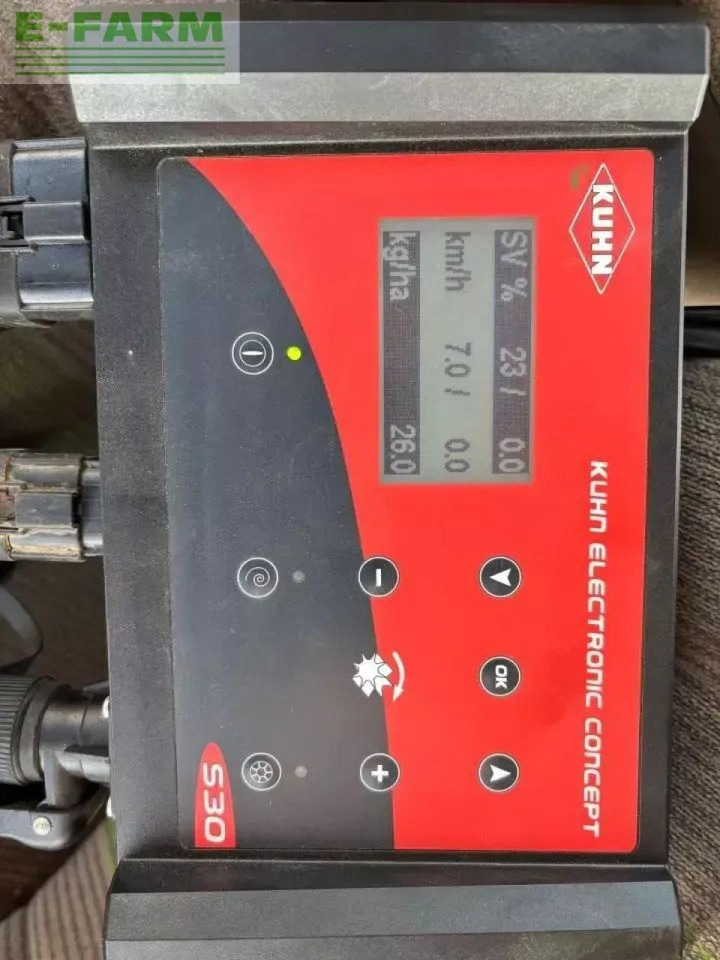 E-FARM
KUHN
KUHN ELECTRONIC CONCEPT
SV % 23 / 0.0
km/h 7.0 / 0.0
kg/ha 26.0
OK
- +
S30